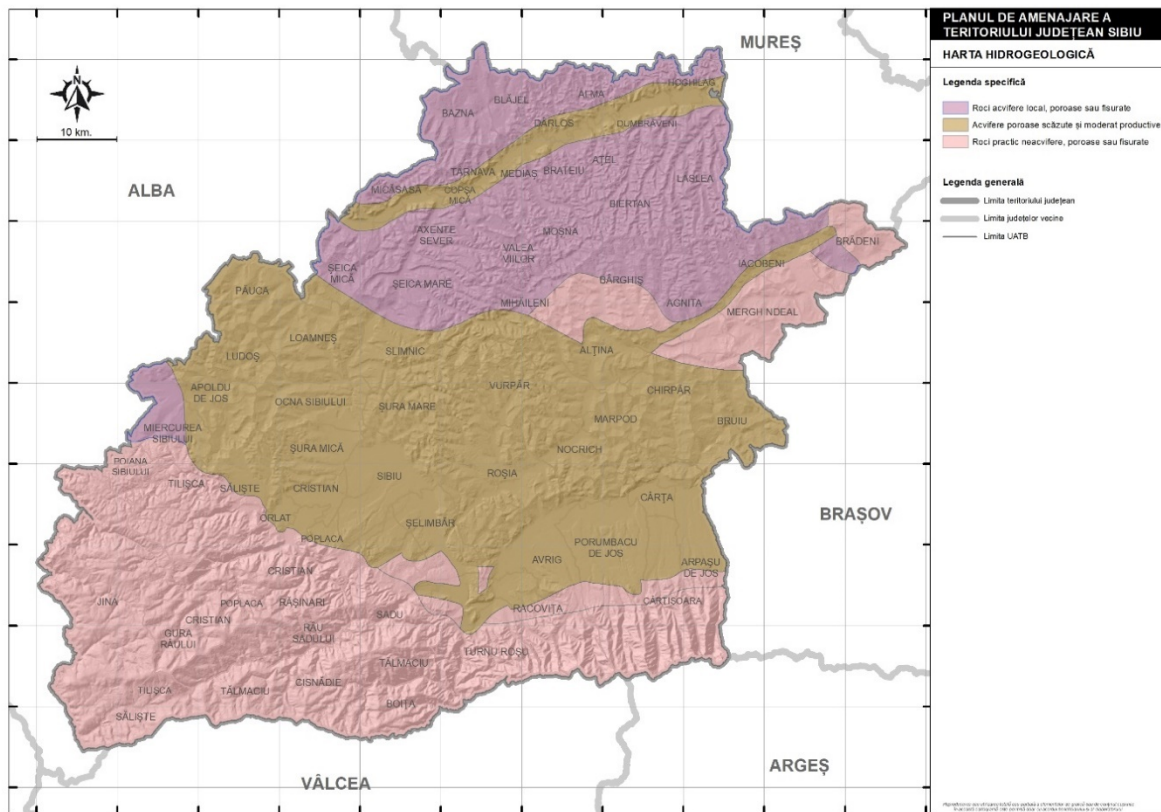 PLANUL DE AMENAJARE A
TERITORIULUI JUDEȚEAN SIBIU
HARTA HIDROGEOLOGICĂ
Legenda specifică
Roci acvifere local, poroase sau fisurate
Acvifere poroase scăzute și moderat productive
Roci practic neacvifere, poroase sau fisurate
Legenda generală
Limita teritoriului județean
Limita județelor vecine
Limita UATB
N
10 km.
MUREȘ
ALBA
BRAȘOV
ARGEȘ
VÂLCEA
HOGHILAG
ALMA
BLĂJEL
BAZNA
DÂRLOS
DUMBRĂVENI
ATEL
BRATEIU
MEDIAȘ
TÂRNAVA
LASLEA
MICĂSASA
COPȘA
MICĂ
BIERTAN
AXENTE
SEVER
MOȘNA
VALEA
VIILOR
BRĂDENI
IACOBENI
ȘEICA
MICĂ
ȘEICA MARE
BÂRGHIȘ
PĂUCA
MIHĂILENI
AGNITA
MERGHINDEAL
LOAMNEȘ
SLIMNIC
ALȚÎNA
LUDOȘ
APOLDU
DE JOS
VURPĂR
CHIRPĂR
OCNA SIBIULUI
ȘURA MARE
MARPOD
BRUIU
MIERCUREA
SIBIULUI
ȘURA MICĂ
NOCRICH
POIANA
SIBIULUI
TILIȘCA
SĂLIȘTE
CRISTIAN
SIBIU
ROȘIA
CÂRȚA
ORLAT
ȘELIMBĂR
POPLACA
PORUMBACU
DE JOS
AVRIG
ARPAȘU
DE JOS
CRISTIAN
JINA
POPLACA
RĂȘINARI
SADU
RACOVIȚA
CÂRȚIȘOARA
CRISTIAN
GURA
RÂULUI
RÂU
SADULUI
TURNU ROȘU
TĂLMACIU
TILIȘCA
TĂLMACIU
CISNĂDIE
BOIȚA
SĂLIȘTE